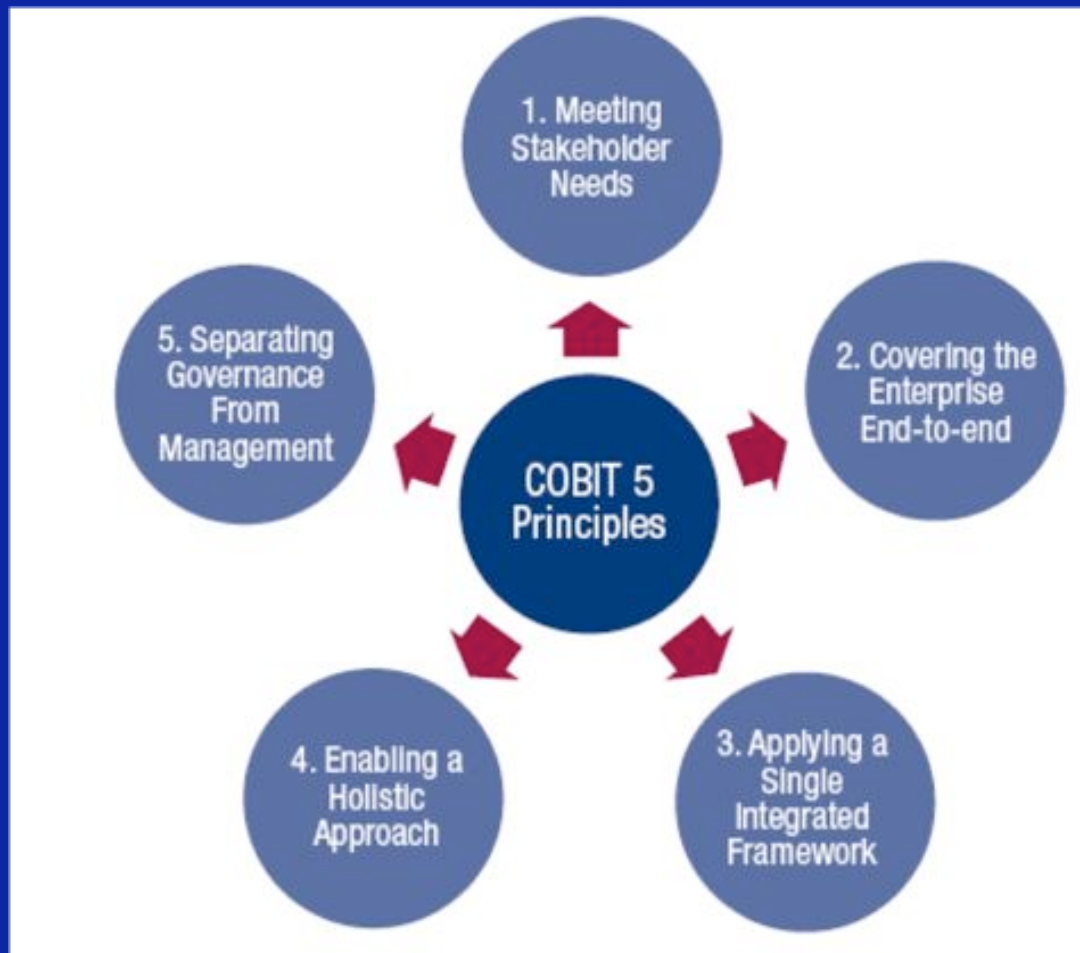 1. Meeting
Stakeholder
Needs
2. Covering the
Enterprise
End-to-end
3. Applying a
Single
Integrated
Framework
4. Enabling a
Holistic
Approach
5. Separating
Governance
From
Management
COBIT 5
Principles